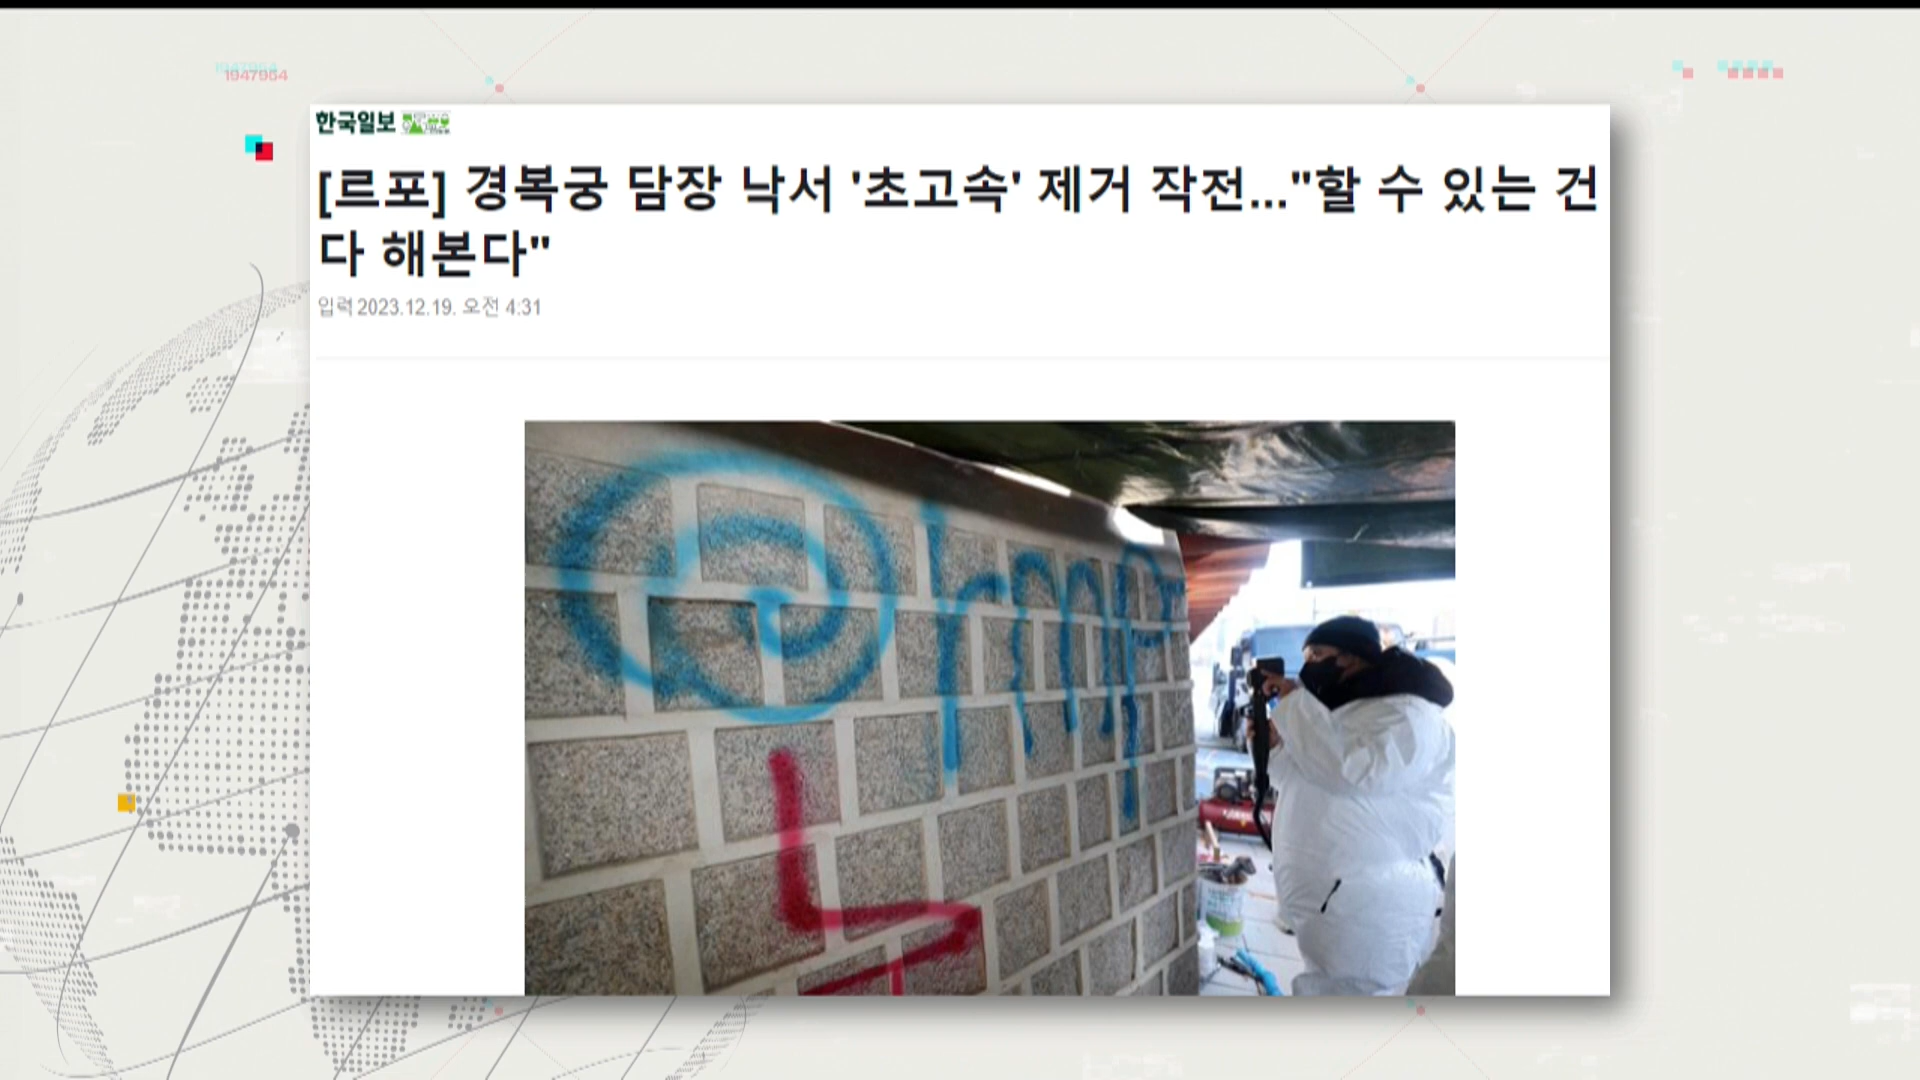 1947954
한국일보
[르포] 경복궁 담장 낙서 '초고속' 제거 작전..."할 수 있는 건
다 해본다"
입력 2023.12.19. 오전 4:31